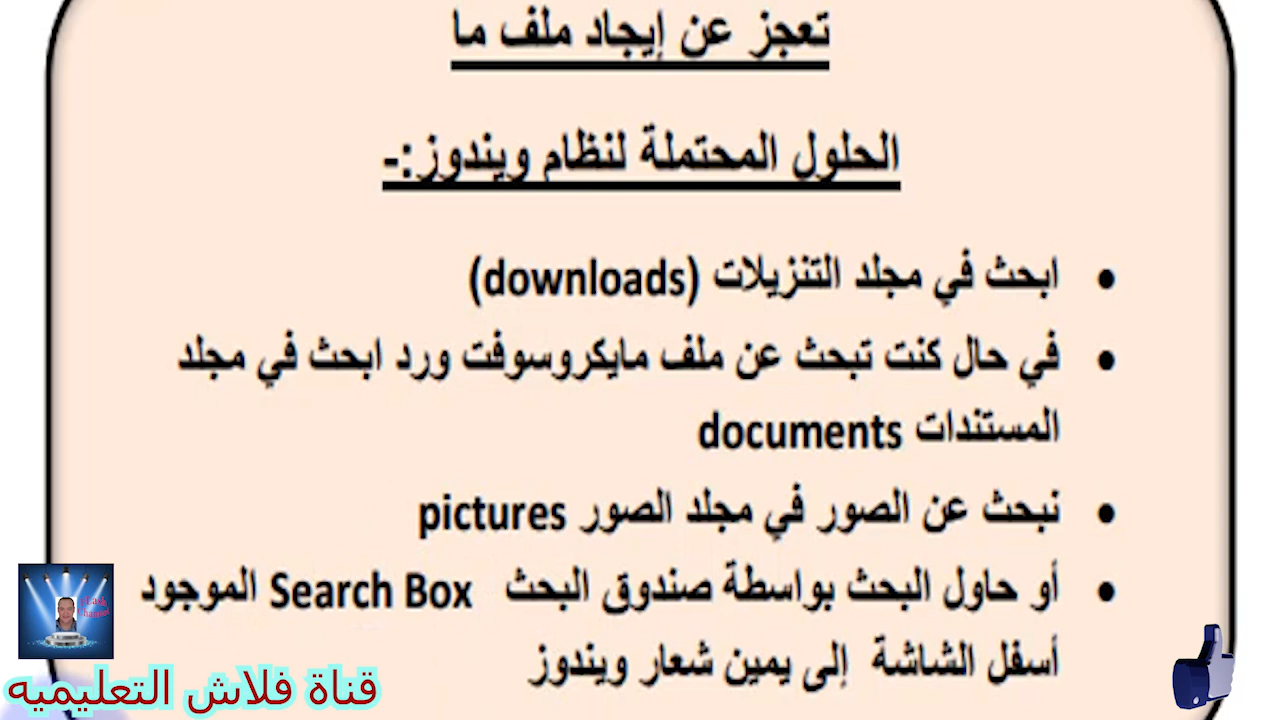 تعجز عن إيجاد ملف ما
الحلول المحتملة لنظام ويندوز:-
• ابحث في مجلد التنزيلات (downloads)
• في حال كنت تبحث عن ملف مايكروسوفت ورد ابحث في مجلد
المستندات documents
• نبحث عن الصور في مجلد الصور pictures
• أو حاول البحث بواسطة صندوق البحث Search Box الموجود
أسفل الشاشة إلى يمين شعار ويندوز
قناة فلاش التعليميه